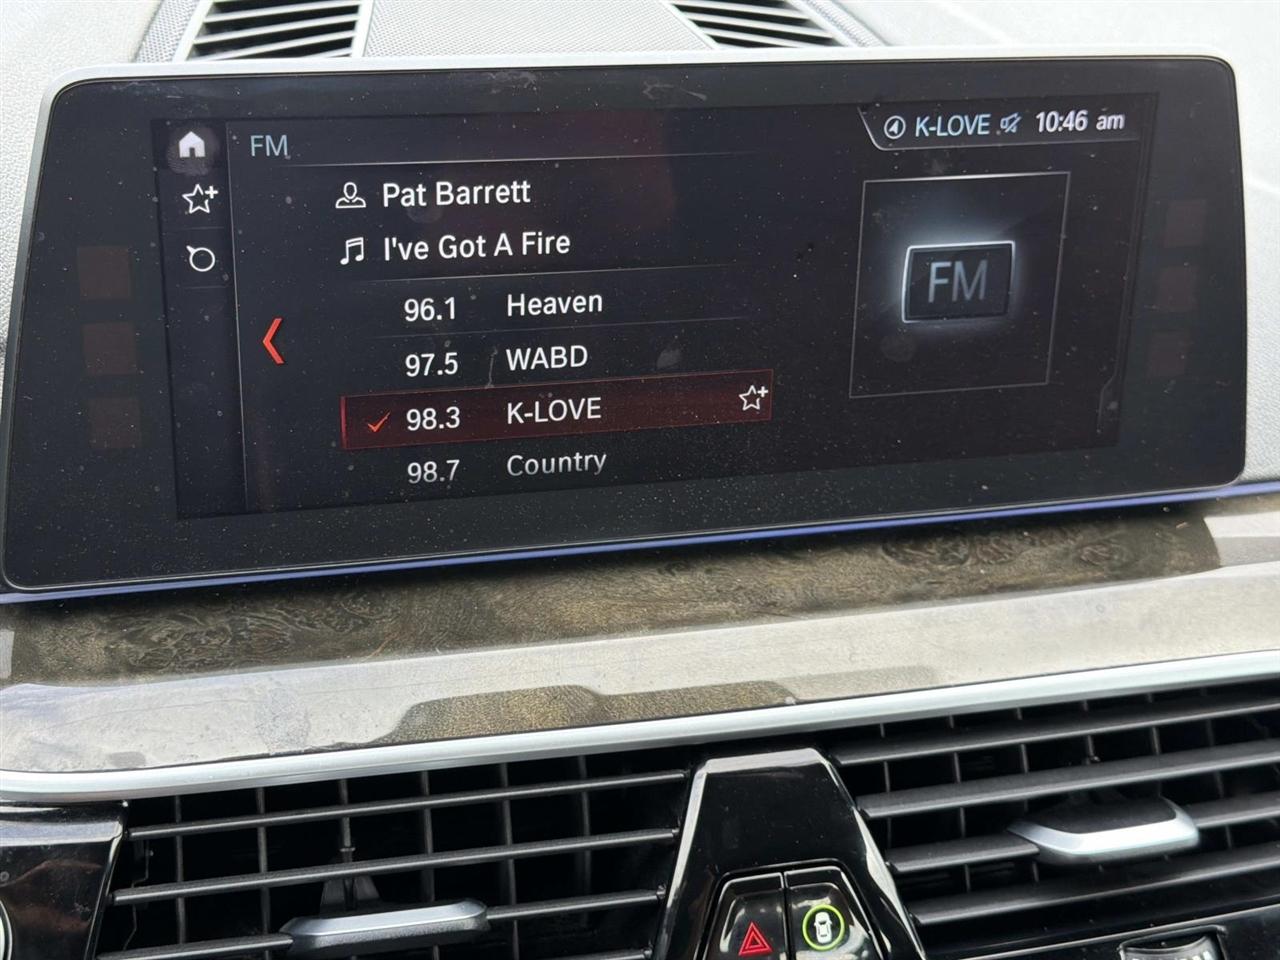 FM
K-LOVE 10:46 am
Pat Barrett
I've Got A Fire
FM
96.1 Heaven
97.5 WABD
98.3 K-LOVE
98.7 Country